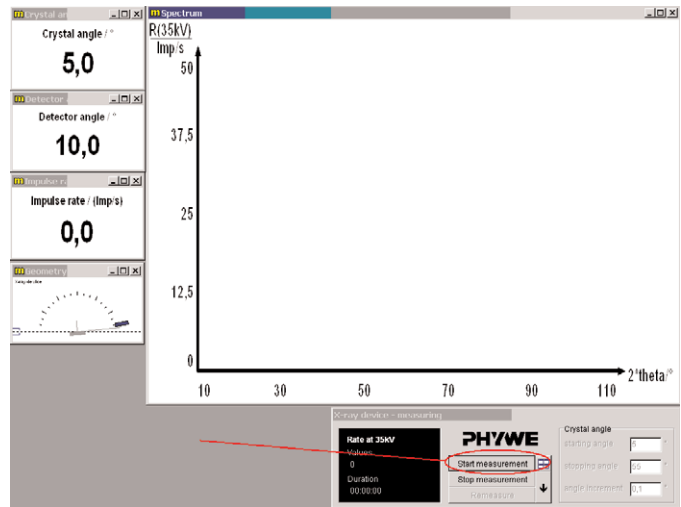 Crystal an
Crystal angle / °
5,0
Detector a
Detector angle / °
10,0
Impulse ra
Impulse rate / (Imp/s)
0,0
Geometry
X-ray device
Spectrum
R(35kV)
Imp/s
50
37,5
25
12,5
0
10 30 50 70 90 110
2*theta/°
X-ray device - measuring
Rate at 35kV
Values
0
Duration
00:00:00
PHYWE
Start measurement
Stop measurement
Remeasure
Crystal angle
starting angle 5 °
stopping angle 55 °
angle increment 0,1 °